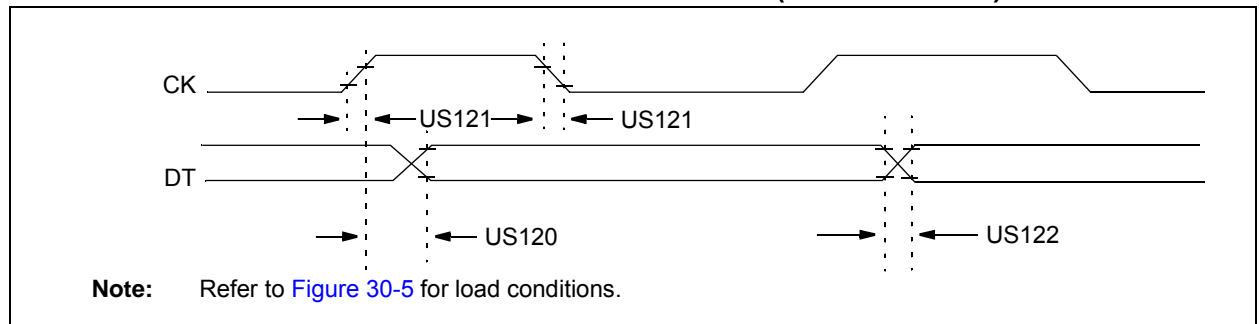 CK
US121
US121
DT
US120
US122
Note: Refer to Figure 30-5 for load conditions.